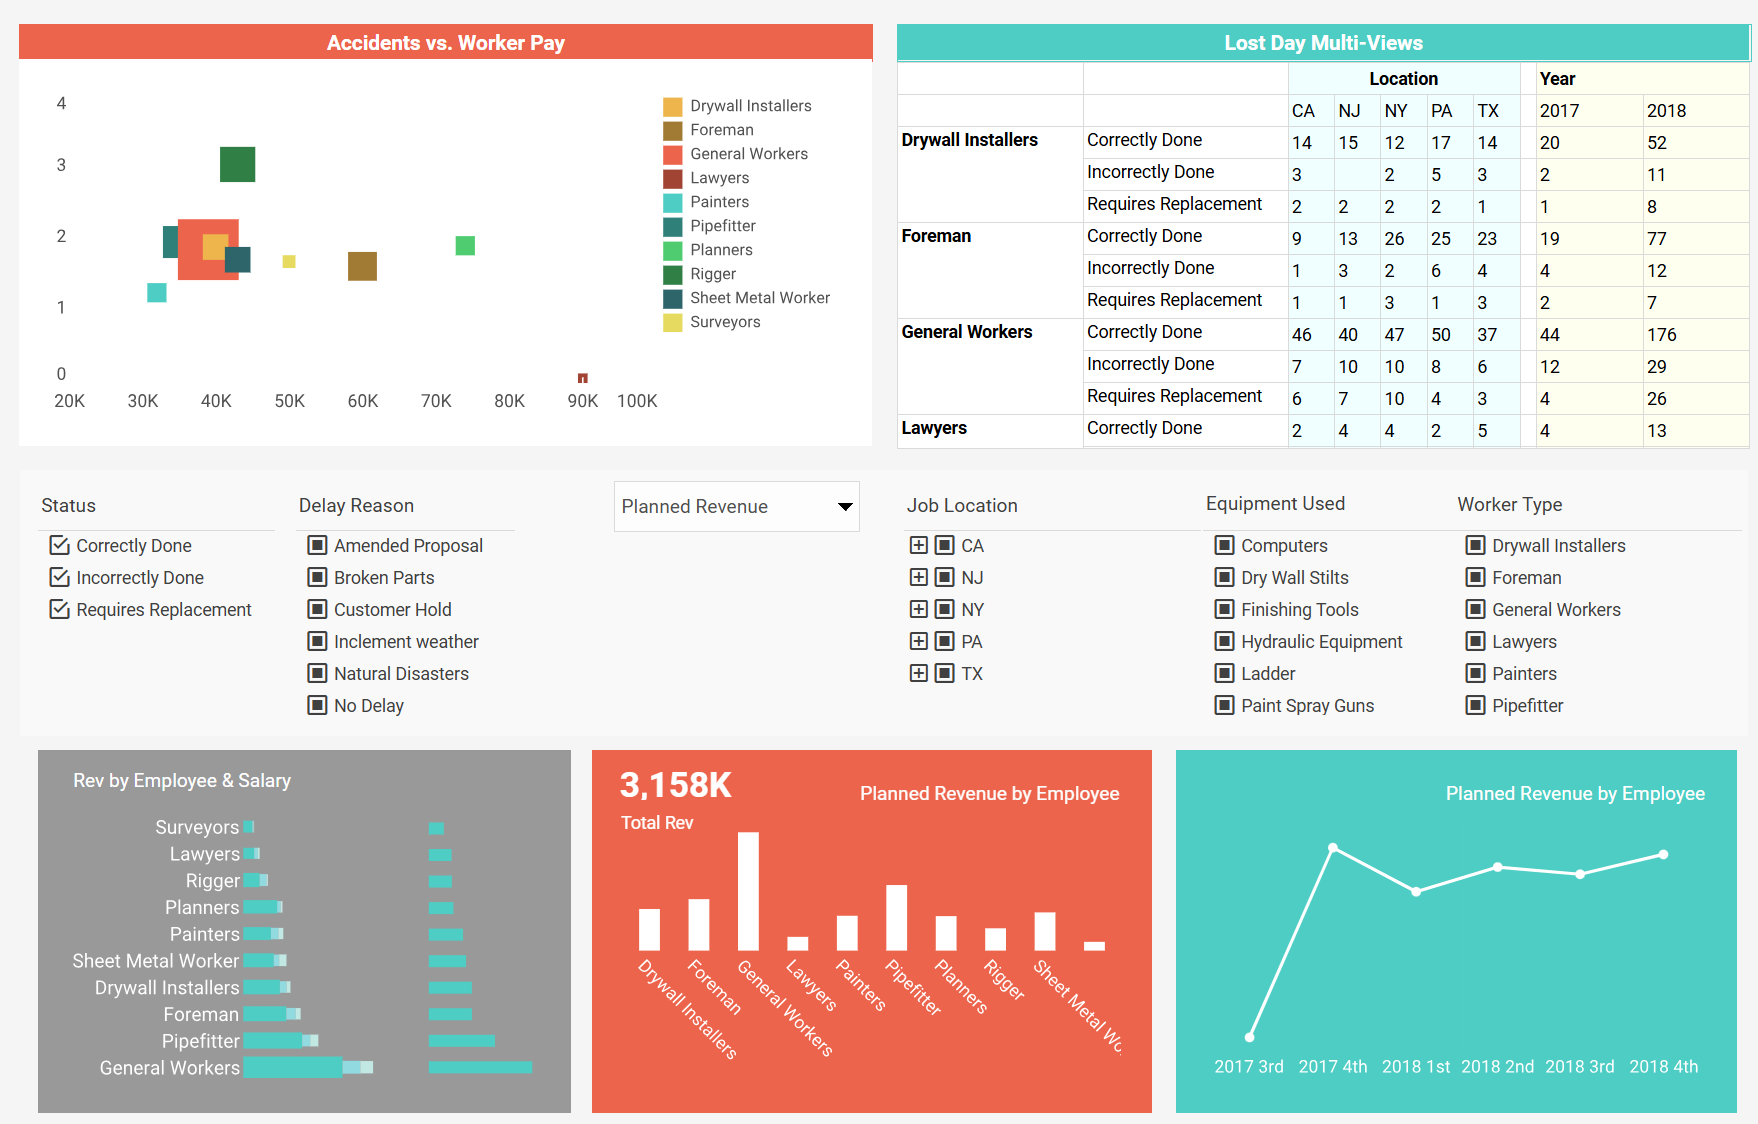 Accidents vs. Worker Pay
4
3
2
1
0
20K 30K 40K 50K 60K 70K 80K 90K 100K
Drywall Installers
Foreman
General Workers
Lawyers
Painters
Pipefitter
Planners
Rigger
Sheet Metal Worker
Surveyors
Lost Day Multi-Views
Location Year
CA NJ NY PA TX 2017 2018
Drywall Installers Correctly Done 14 15 12 17 14 20 52
Incorrectly Done 3 2 5 3 2 11
Requires Replacement 2 2 2 2 1 1 8
Foreman Correctly Done 9 13 26 25 23 19 77
Incorrectly Done 1 3 2 6 4 4 12
Requires Replacement 1 1 3 1 3 2 7
General Workers Correctly Done 46 40 47 50 37 44 176
Incorrectly Done 7 10 10 8 6 12 29
Requires Replacement 6 7 10 4 3 4 26
Lawyers Correctly Done 2 4 4 2 5 4 13
Status
Correctly Done
Incorrectly Done
Requires Replacement
Delay Reason
Amended Proposal
Broken Parts
Customer Hold
Inclement weather
Natural Disasters
No Delay
Planned Revenue
Job Location
CA
NJ
NY
PA
TX
Equipment Used
Computers
Dry Wall Stilts
Finishing Tools
Hydraulic Equipment
Ladder
Paint Spray Guns
Worker Type
Drywall Installers
Foreman
General Workers
Lawyers
Painters
Pipefitter
Rev by Employee & Salary
Surveyors
Lawyers
Rigger
Planners
Painters
Sheet Metal Worker
Drywall Installers
Foreman
Pipefitter
General Workers
3,158K
Total Rev
Planned Revenue by Employee
Drywall Installers
Foreman
General Workers
Lawyers
Painters
Pipefitter
Planners
Rigger
Sheet Metal Wo.
Planned Revenue by Employee
2017 3rd 2017 4th 2018 1st 2018 2nd 2018 3rd 2018 4th